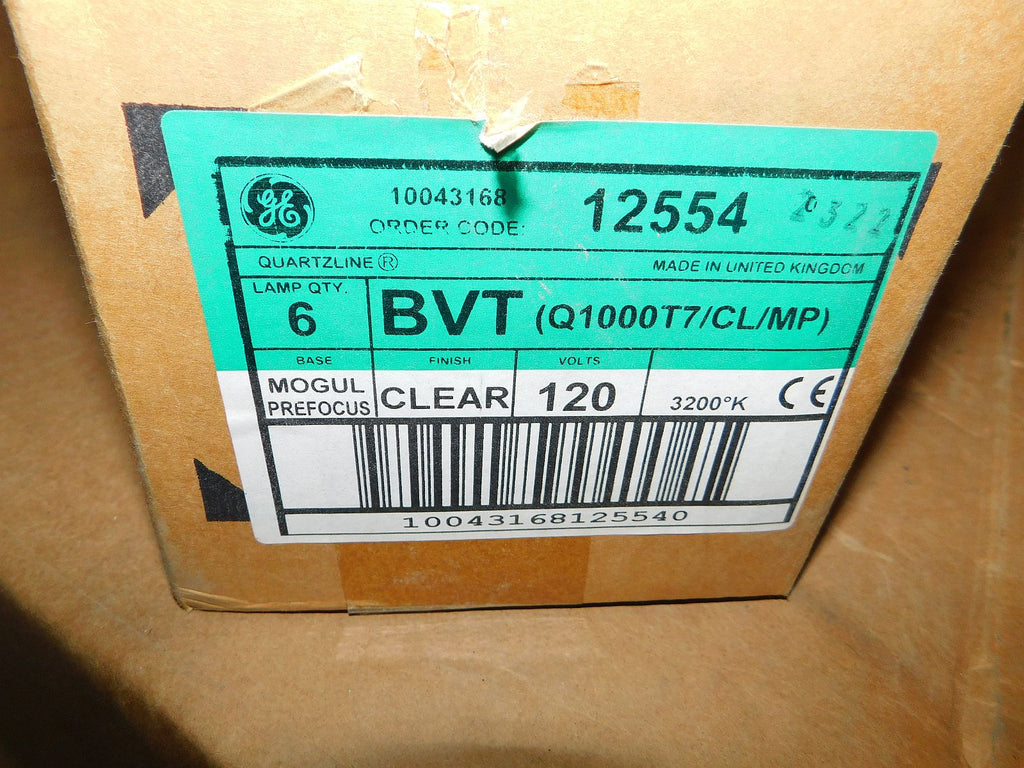 GE
10043168
ORDER CODE: 12554
QUARTZLINE® MADE IN UNITED KINGDOM
LAMP QTY.
6
BVT (Q1000T7/CL/MP)
BASE FINISH VOLTS
MOGUL
PREFOCUS CLEAR 120 3200°K CE
10043168125540